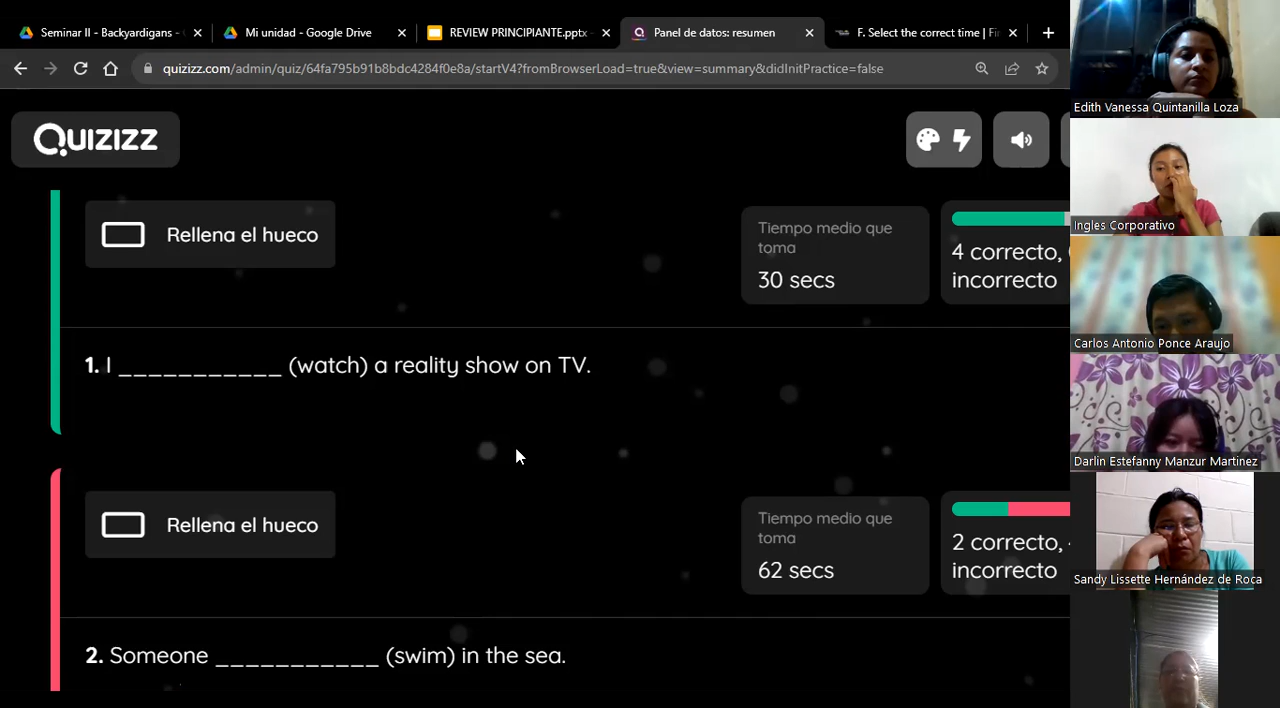 Seminar II - Backyardigans -
Mi unidad - Google Drive
REVIEW PRINCIPIANTE.pptx -
Panel de datos: resumen
F. Select the correct time | Fi
quizizz.com/admin/quiz/64fa795b91b8bdc4284f0e8a/startV4?fromBrowserLoad=true&view=summary&didInitPractice=false
QUIZIZZ
Rellena el hueco
Tiempo medio que
toma
30 secs
4 correcto,
incorrecto
1. I ___________ (watch) a reality show on TV.
Rellena el hueco
Tiempo medio que
toma
62 secs
2 correcto,
incorrecto
2. Someone ___________ (swim) in the sea.
Edith Vanessa Quintanilla Loza
Ingles Corporativo
Carlos Antonio Ponce Araujo
Darlin Estefanny Manzur Martinez
Sandy Lissette Hernández de Roca